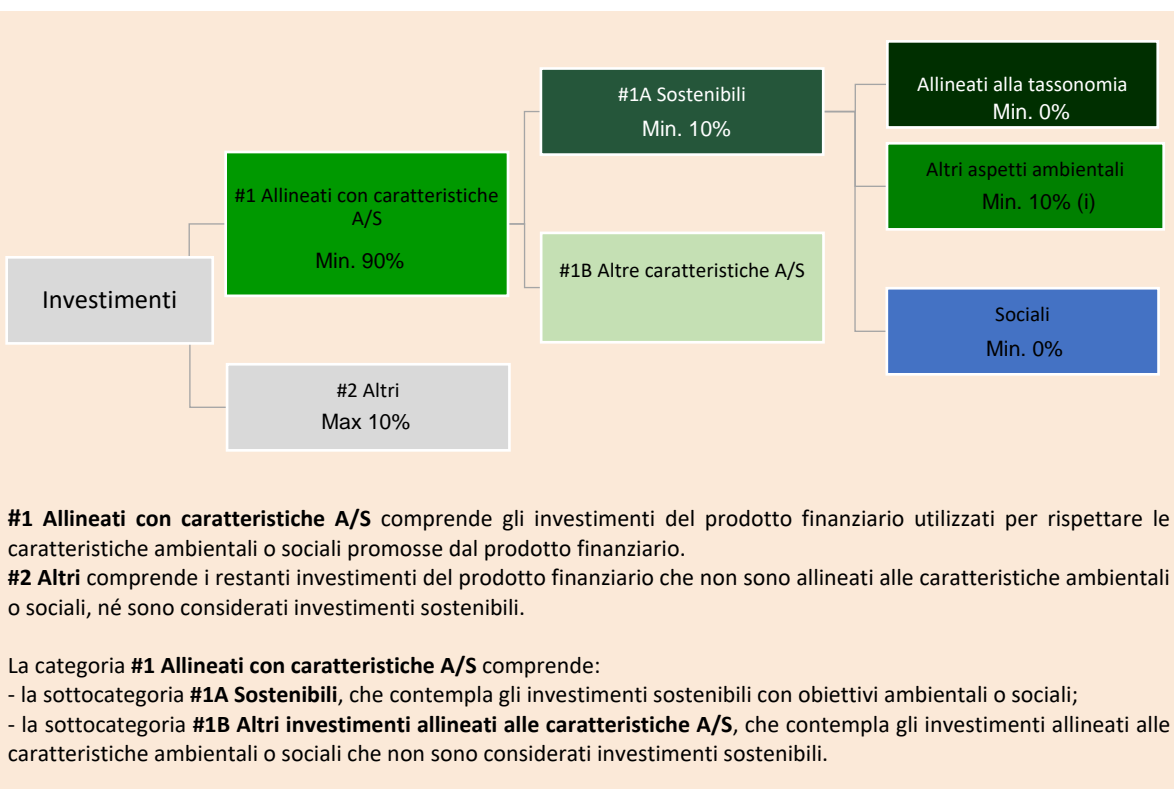 Investimenti
#1 Allineati con caratteristiche
A/S
Min. 90%
#2 Altri
Max 10%
#1A Sostenibili
Min. 10%
#1B Altre caratteristiche A/S
Allineati alla tassonomia
Min. 0%
Altri aspetti ambientali
Min. 10% (i)
Sociali
Min. 0%
#1 Allineati con caratteristiche A/S comprende gli investimenti del prodotto finanziario utilizzati per rispettare le
caratteristiche ambientali o sociali promosse dal prodotto finanziario.
#2 Altri comprende i restanti investimenti del prodotto finanziario che non sono allineati alle caratteristiche ambientali
o sociali, né sono considerati investimenti sostenibili.
La categoria #1 Allineati con caratteristiche A/S comprende:
- la sottocategoria #1A Sostenibili, che contempla gli investimenti sostenibili con obiettivi ambientali o sociali;
- la sottocategoria #1B Altri investimenti allineati alle caratteristiche A/S, che contempla gli investimenti allineati alle
caratteristiche ambientali o sociali che non sono considerati investimenti sostenibili.